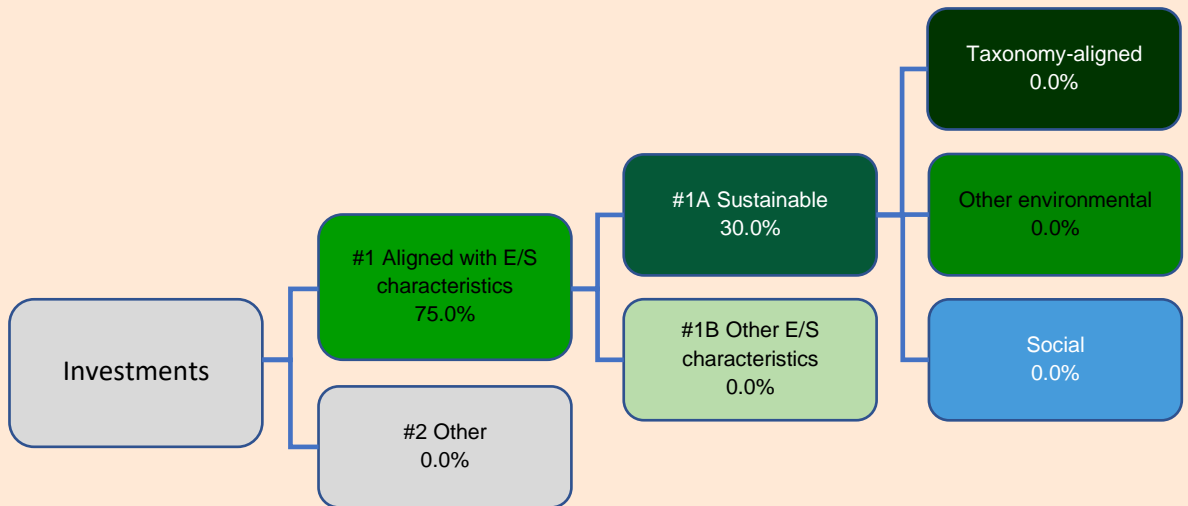 Investments
#1 Aligned with E/S
characteristics
75.0%
#2 Other
0.0%
#1A Sustainable
30.0%
#1B Other E/S
characteristics
0.0%
Taxonomy-aligned
0.0%
Other environmental
0.0%
Social
0.0%